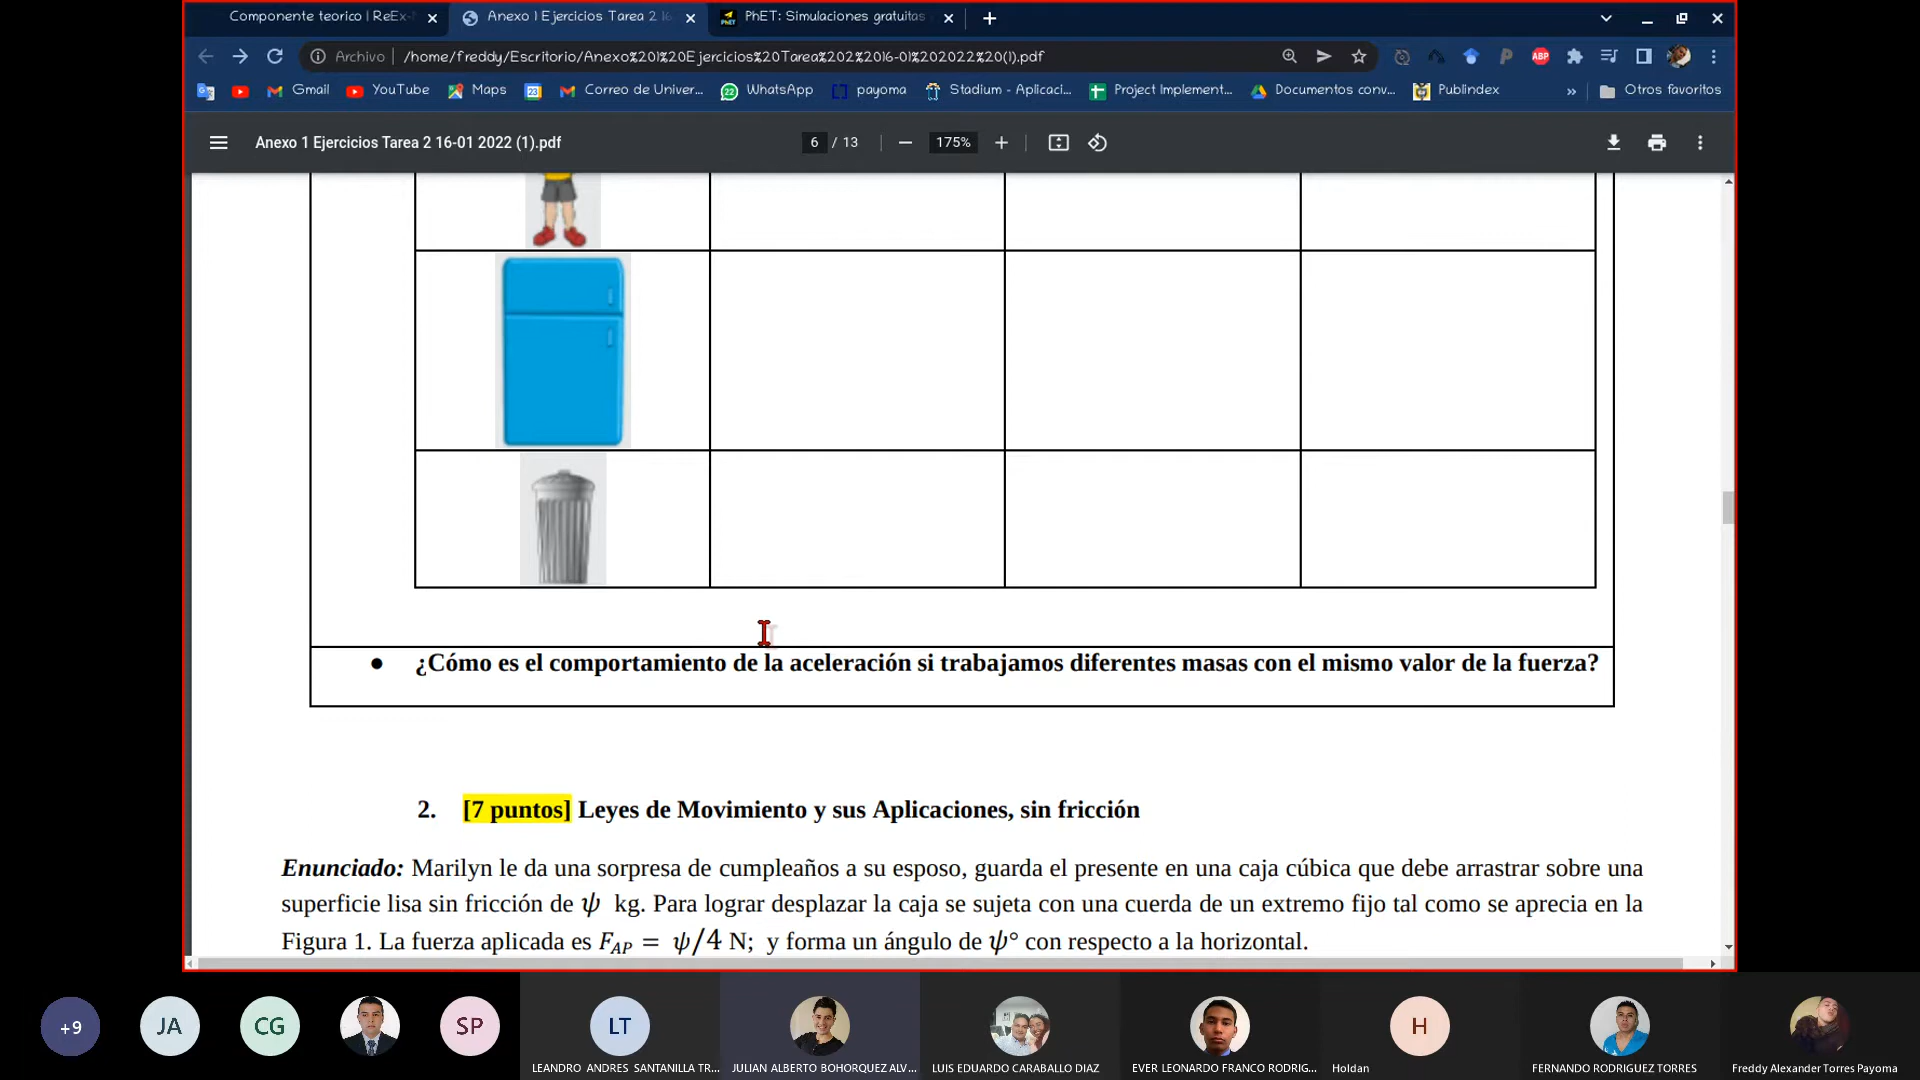 Componente teorico | ReEx-
Anexo 1 Ejercicios Tarea 2 16
PhET: Simulaciones gratuitas
Archivo | /home/freddy/Escritorio/Anexo%201%20Ejercicios%20Tarea%202%2016-01%202022%20(1).pdf
ABP
Gmail
YouTube
23
Maps
Correo de Univer...
22
WhatsApp
payoma
Stadium - Aplicaci...
Project Implement...
Documentos conv...
Publindex
»
Otros favoritos
Anexo 1 Ejercicios Tarea 2 16-01 2022 (1).pdf
6 / 13
175%
• ¿Cómo es el comportamiento de la aceleración si trabajamos diferentes masas con el mismo valor de la fuerza?
2. [7 puntos] Leyes de Movimiento y sus Aplicaciones, sin fricción
Enunciado: Marilyn le da una sorpresa de cumpleaños a su esposo, guarda el presente en una caja cúbica que debe arrastrar sobre una
superficie lisa sin fricción de ψ kg. Para lograr desplazar la caja se sujeta con una cuerda de un extremo fijo tal como se aprecia en la
Figura 1. La fuerza aplicada es F_AP = ψ/4 N; y forma un ángulo de ψ° con respecto a la horizontal.
+9
JA
CG
SP
LT
H
LEANDRO ANDRES SANTANILLA TR...
JULIAN ALBERTO BOHORQUEZ ALV...
LUIS EDUARDO CARABALLO DIAZ
EVER LEONARDO FRANCO RODRIG...
Holdan
FERNANDO RODRIGUEZ TORRES
Freddy Alexander Torres Payoma